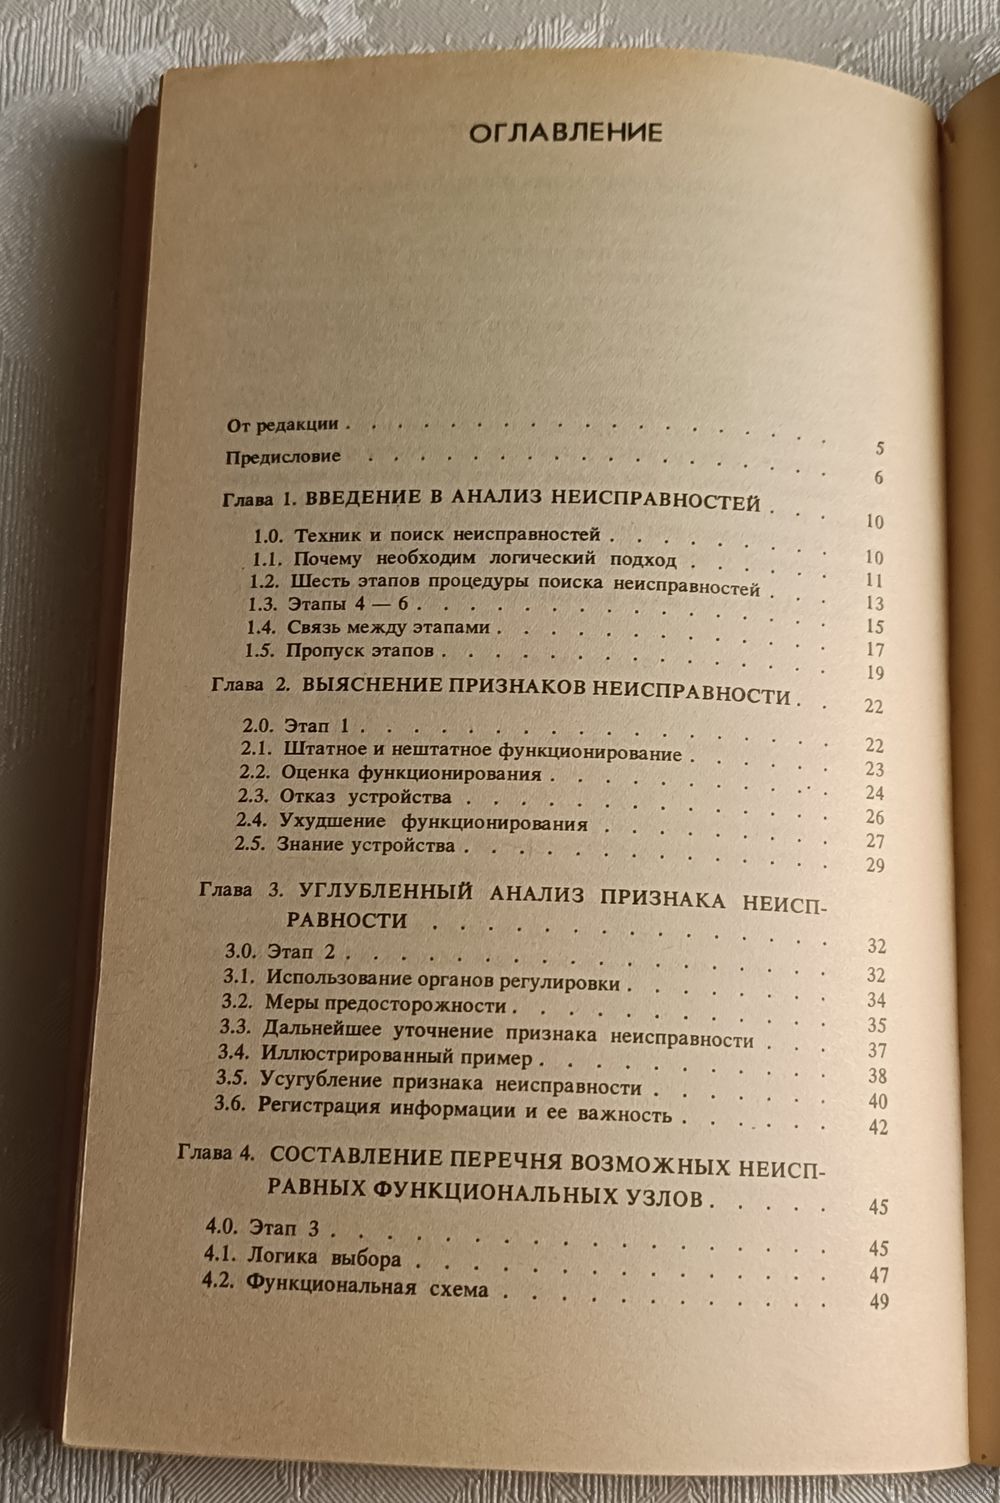 ОГЛАВЛЕНИЕ
От редакции . . . . . . . . . . . . . . . . . . . 5
Предисловие . . . . . . . . . . . . . . . . . . 6
Глава 1. ВВЕДЕНИЕ В АНАЛИЗ НЕИСПРАВНОСТЕЙ . . . 10
1.0. Техник и поиск неисправностей . . . . . . . . . 10
1.1. Почему необходим логический подход . . . . . . 11
1.2. Шесть этапов процедуры поиска неисправностей . . . 13
1.3. Этапы 4 — 6 . . . . . . . . . . . . . . . . 15
1.4. Связь между этапами . . . . . . . . . . . . . 17
1.5. Пропуск этапов . . . . . . . . . . . . . . . 19
Глава 2. ВЫЯСНЕНИЕ ПРИЗНАКОВ НЕИСПРАВНОСТИ . . 22
2.0. Этап 1 . . . . . . . . . . . . . . . . . . 22
2.1. Штатное и нештатное функционирование . . . . . . 23
2.2. Оценка функционирования . . . . . . . . . . . 24
2.3. Отказ устройства . . . . . . . . . . . . . . 26
2.4. Ухудшение функционирования . . . . . . . . . 27
2.5. Знание устройства . . . . . . . . . . . . . . 29
Глава 3. УГЛУБЛЕННЫЙ АНАЛИЗ ПРИЗНАКА НЕИСП-
РАВНОСТИ . . . . . . . . . . . . . . . 32
3.0. Этап 2 . . . . . . . . . . . . . . . . . . 32
3.1. Использование органов регулировки . . . . . . . . 34
3.2. Меры предосторожности . . . . . . . . . . . . 35
3.3. Дальнейшее уточнение признака неисправности . . . 37
3.4. Иллюстрированный пример . . . . . . . . . . . 38
3.5. Усугубление признака неисправности . . . . . . . 40
3.6. Регистрация информации и ее важность . . . . . . 42
Глава 4. СОСТАВЛЕНИЕ ПЕРЕЧНЯ ВОЗМОЖНЫХ НЕИСП-
РАВНЫХ ФУНКЦИОНАЛЬНЫХ УЗЛОВ . . . . . 45
4.0. Этап 3 . . . . . . . . . . . . . . . . . . 45
4.1. Логика выбора . . . . . . . . . . . . . . . 47
4.2. Функциональная схема . . . . . . . . . . . . 49